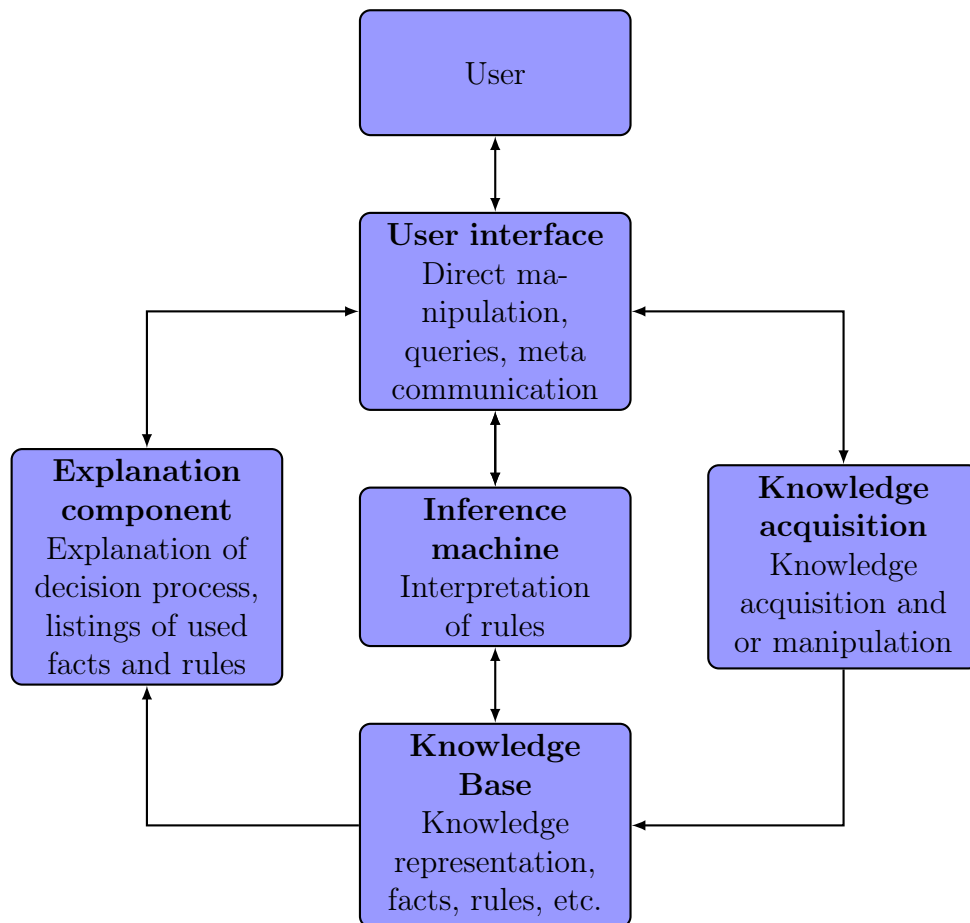 User
User interface
Direct ma-
nipulation,
queries, meta
communication
Explanation
component
Explanation of
decision process,
listings of used
facts and rules
Inference
machine
Interpretation
of rules
Knowledge
acquisition
Knowledge
acquisition and
or manipulation
Knowledge
Base
Knowledge
representation,
facts, rules, etc.